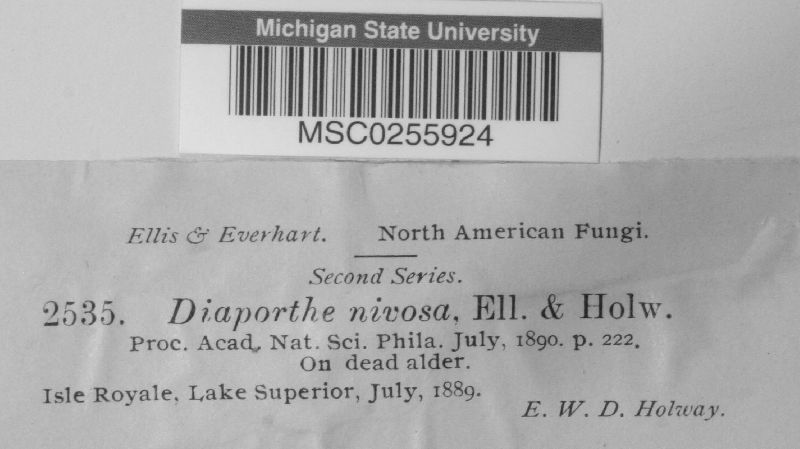 Michigan State University
MSC0255924
Ellis & Everhart. North American Fungi.
Second Series.
2535. Diaporthe nivosa, Ell. & Holw.
Proc. Acad. Nat. Sci. Phila. July, 1890. p. 222.
On dead alder.
Isle Royale, Lake Superior, July, 1889.
E. W. D. Holway.